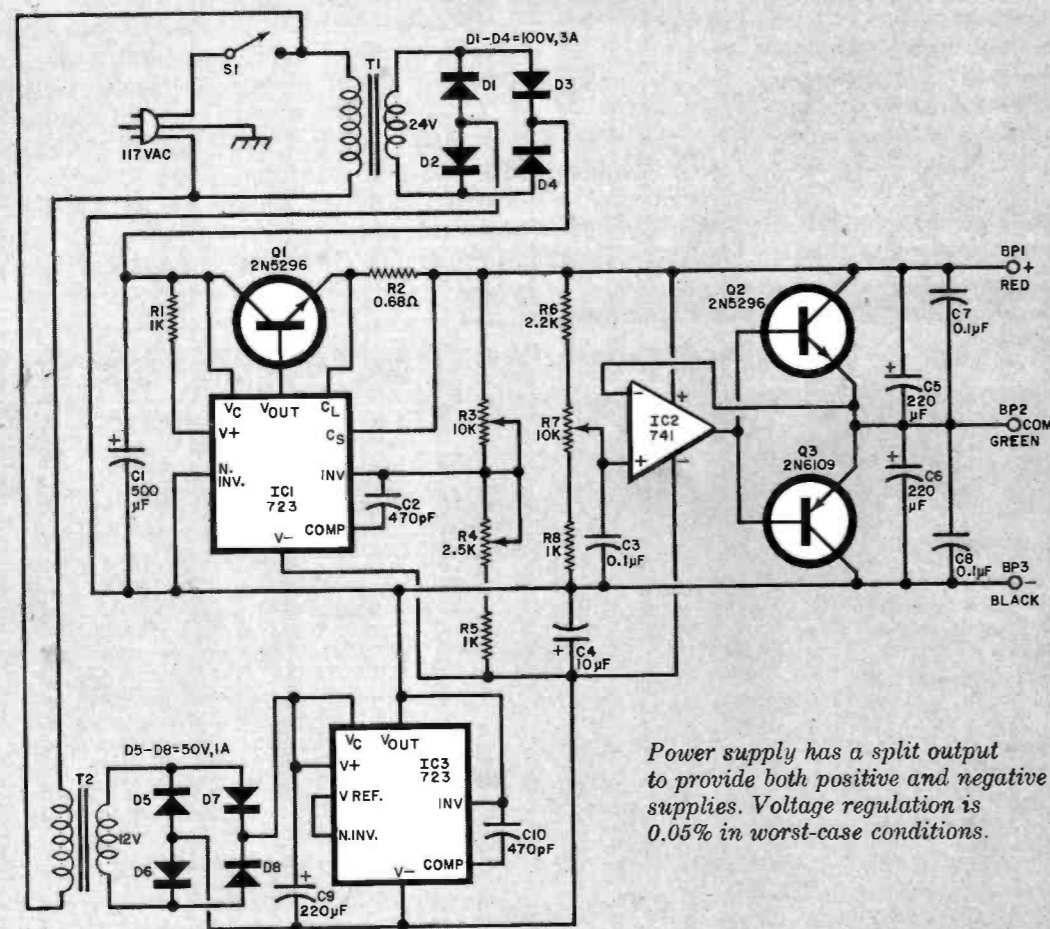 D1-D4=100V,3A
S1
T1
D1
D3
24V
117VAC
D2
D4
Q1
2N5296
R2
0.68Ω
R1
1K
BP1 +
RED
Q2
2N5296
R6
2.2K
C7
0.1µF
VC
VOUT
CL
V+
CS
R3
10K
R7
10K
-
+
IC2
741
+
-
+
C5
220
µF
BP2
COM
GREEN
+
C1
500
µF
N.
INV.
INV
IC1
723
C2
470pF
COMP
V-
R4
2.5K
R8
1K
C3
0.1µF
Q3
2N6109
+
C6
220
µF
C8
0.1µF
BP3 -
BLACK
R5
1K
C4
+
10µF
D5-D8=50V,1A
VC
VOUT
V+
IC3
723
V REF.
INV
N.INV.
COMP
V-
C10
470pF
T2
D5
D7
12V
D6
D8
+
C9
220µF
Power supply has a split output
to provide both positive and negative
supplies. Voltage regulation is
0.05% in worst-case conditions.